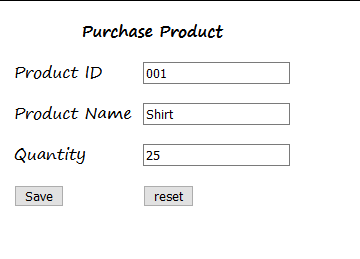 Purchase Product
Product ID 001
Product Name Shirt
Quantity 25
Save reset